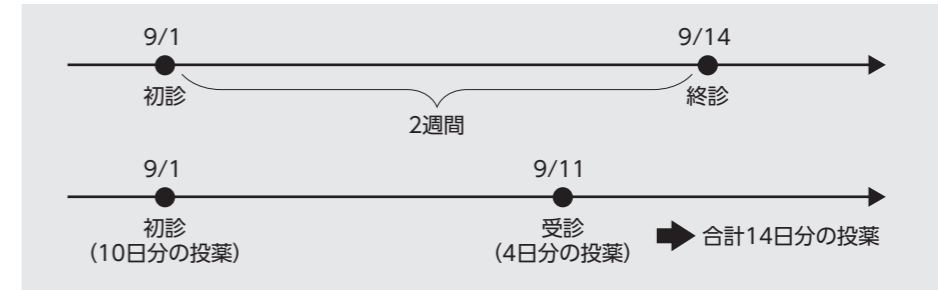 9/1 9/14
初診 終診
2週間
9/1 9/11
初診 受診 合計14日分の投薬
(10日分の投薬) (4日分の投薬)